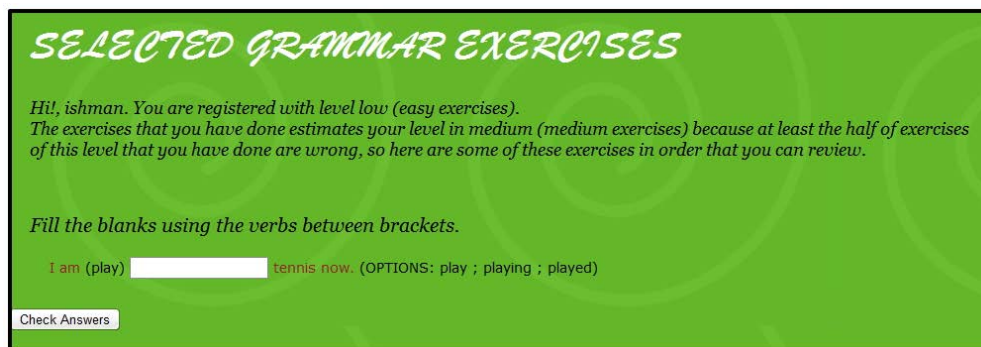 SELECTED GRAMMAR EXERCISES
Hi!, ishman. You are registered with level low (easy exercises).
The exercises that you have done estimates your level in medium (medium exercises) because at least the half of exercises
of this level that you have done are wrong, so here are some of these exercises in order that you can review.
Fill the blanks using the verbs between brackets.
I am (play) tennis now. (OPTIONS: play ; playing ; played)
Check Answers